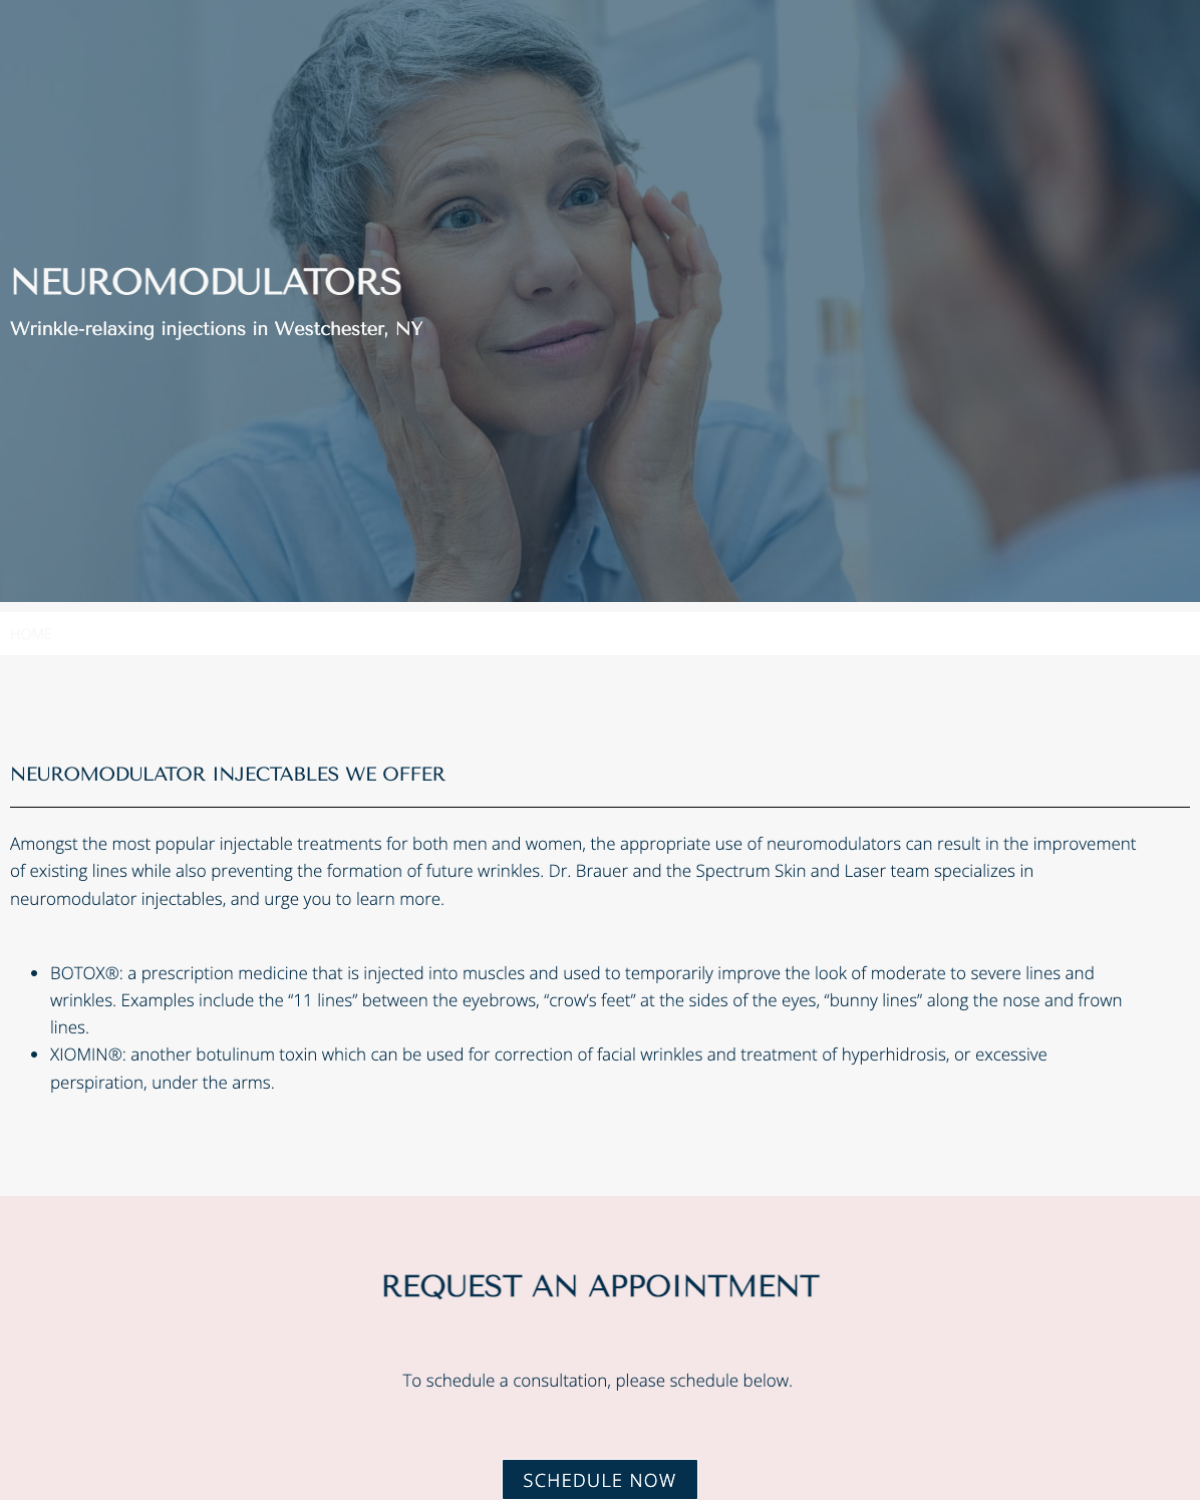 NEUROMODULATORS
Wrinkle-relaxing injections in Westchester, NY
HOME
NEUROMODULATOR INJECTABLES WE OFFER
Amongst the most popular injectable treatments for both men and women, the appropriate use of neuromodulators can result in the improvement
of existing lines while also preventing the formation of future wrinkles. Dr. Brauer and the Spectrum Skin and Laser team specializes in
neuromodulator injectables, and urge you to learn more.
• BOTOX®: a prescription medicine that is injected into muscles and used to temporarily improve the look of moderate to severe lines and
wrinkles. Examples include the “11 lines” between the eyebrows, “crow’s feet” at the sides of the eyes, “bunny lines” along the nose and frown
lines.
• XIOMIN®: another botulinum toxin which can be used for correction of facial wrinkles and treatment of hyperhidrosis, or excessive
perspiration, under the arms.
REQUEST AN APPOINTMENT
To schedule a consultation, please schedule below.
SCHEDULE NOW